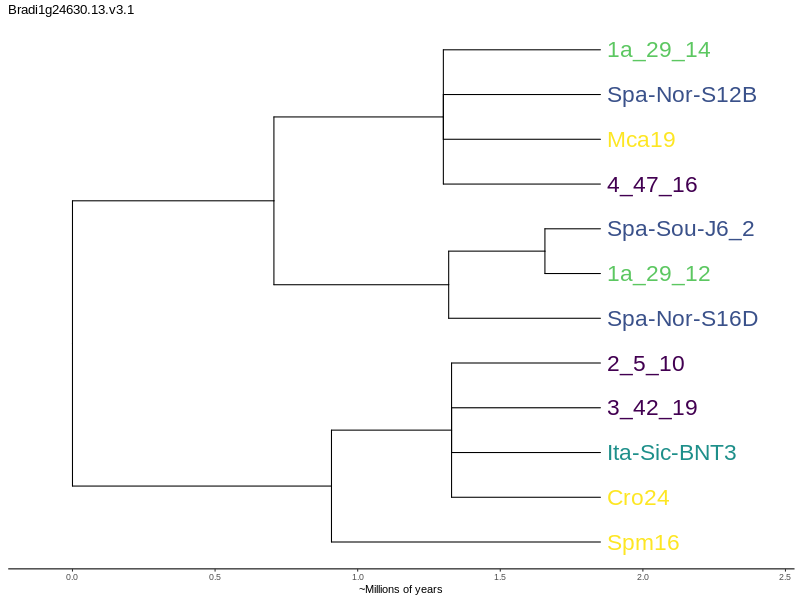 Bradi1g24630.13.v3.1
1a_29_14
Spa-Nor-S12B
Mca19
4_47_16
Spa-Sou-J6_2
1a_29_12
Spa-Nor-S16D
2_5_10
3_42_19
Ita-Sic-BNT3
Cro24
Spm16
0.0 0.5 1.0 1.5 2.0 2.5
~Millions of years